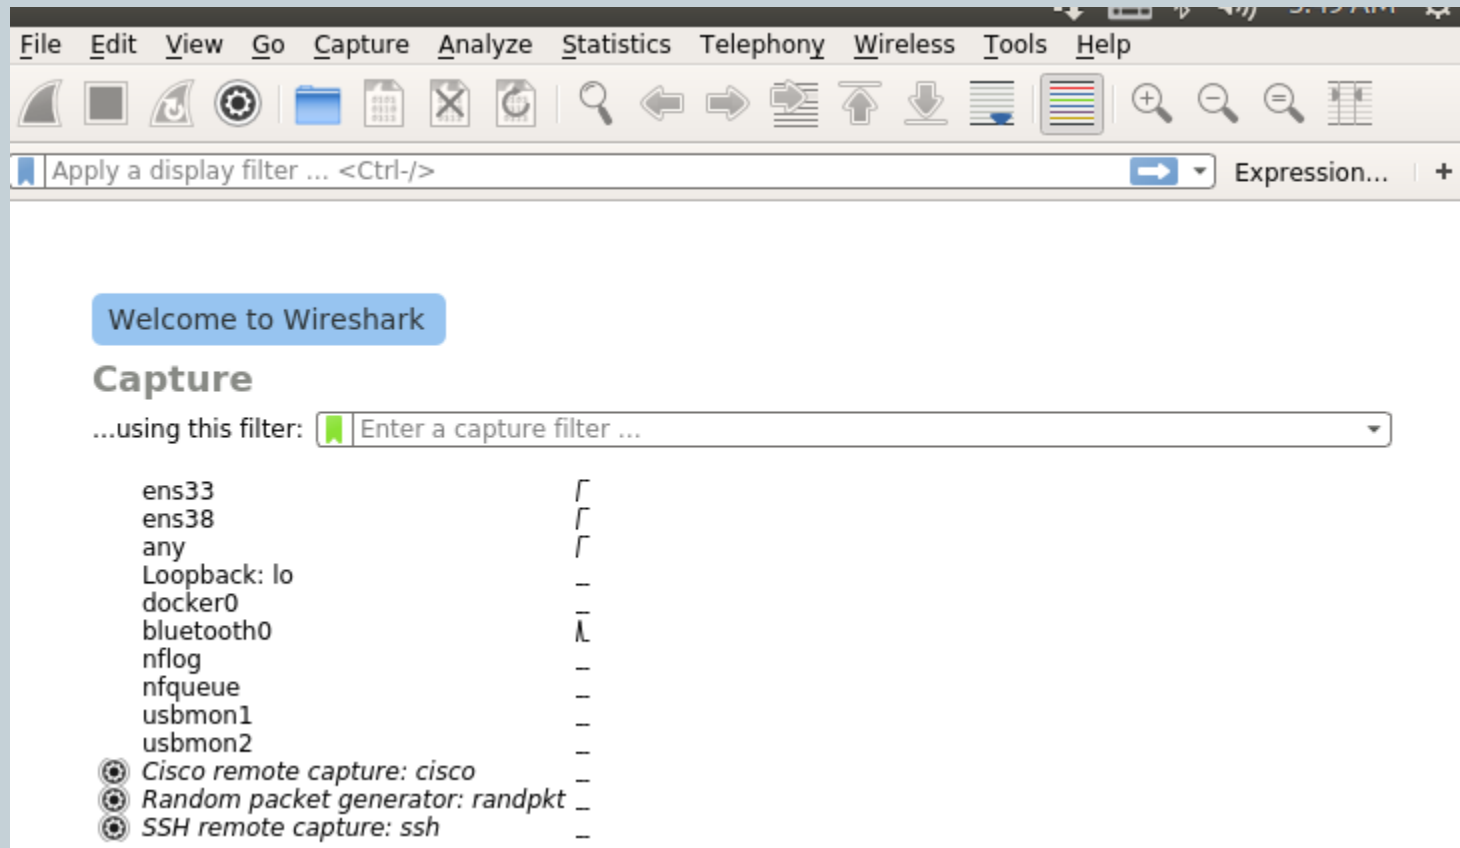 File Edit View Go Capture Analyze Statistics Telephony Wireless Tools Help
Apply a display filter ... <Ctrl-/> Expression... +
Welcome to Wireshark
Capture
...using this filter: Enter a capture filter ...
ens33
ens38
any
Loopback: lo
docker0
bluetooth0
nflog
nfqueue
usbmon1
usbmon2
Cisco remote capture: cisco
Random packet generator: randpkt
SSH remote capture: ssh